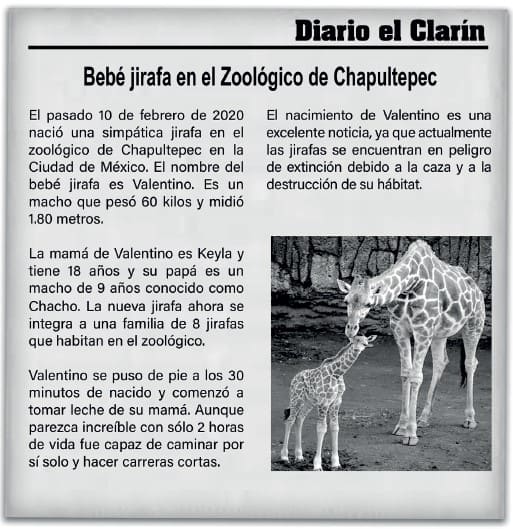 Diario el Clarín
Bebé jirafa en el Zoológico de Chapultepec
El pasado 10 de febrero de 2020
nació una simpática jirafa en el
zoológico de Chapultepec en la
Ciudad de México. El nombre del
bebé jirafa es Valentino. Es un
macho que pesó 60 kilos y midió
1.80 metros.
La mamá de Valentino es Keyla y
tiene 18 años y su papá es un
macho de 9 años conocido como
Chacho. La nueva jirafa ahora se
integra a una familia de 8 jirafas
que habitan en el zoológico.
Valentino se puso de pie a los 30
minutos de nacido y comenzó a
tomar leche de su mamá. Aunque
parezca increíble con sólo 2 horas
de vida fue capaz de caminar por
sí solo y hacer carreras cortas.
El nacimiento de Valentino es una
excelente noticia, ya que actualmente
las jirafas se encuentran en peligro
de extinción debido a la caza y a la
destrucción de su hábitat.